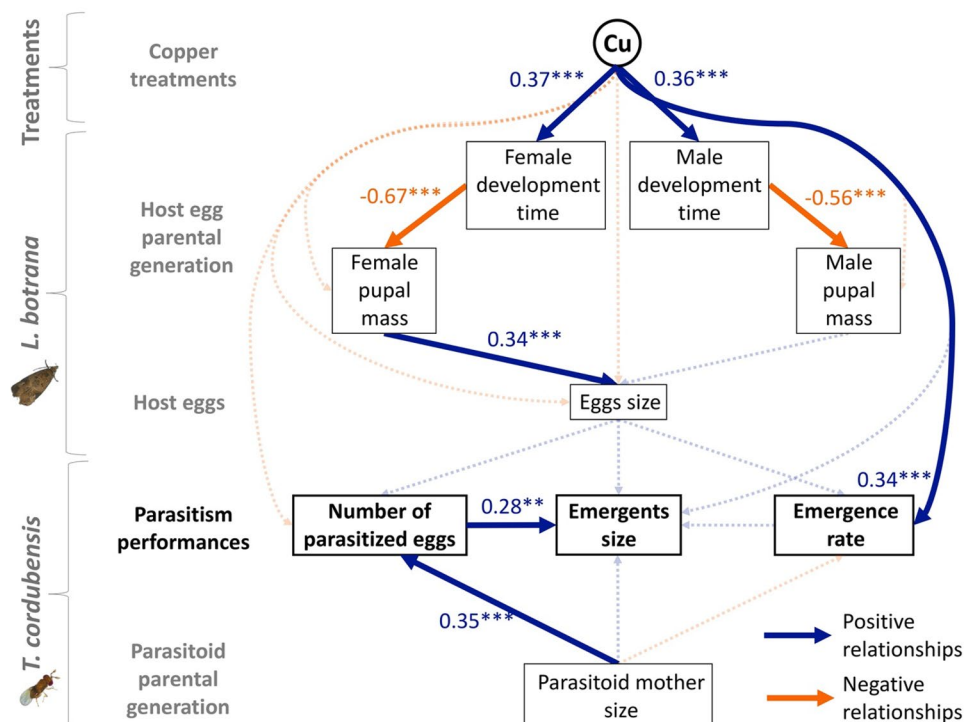 Treatments
Copper
treatments
Cu
0.37***
0.36***
L. botrana
Host egg
parental
generation
Female
development
time
Male
development
time
-0.67***
-0.56***
Female
pupal
mass
Male
pupal
mass
0.34***
Host eggs
Eggs size
T. cordubensis
Parasitism
performances
Number of
parasitized eggs
0.28**
Emergents
size
0.34***
Emergence
rate
0.35***
Parasitoid
parental
generation
Parasitoid mother
size
Positive
relationships
Negative
relationships